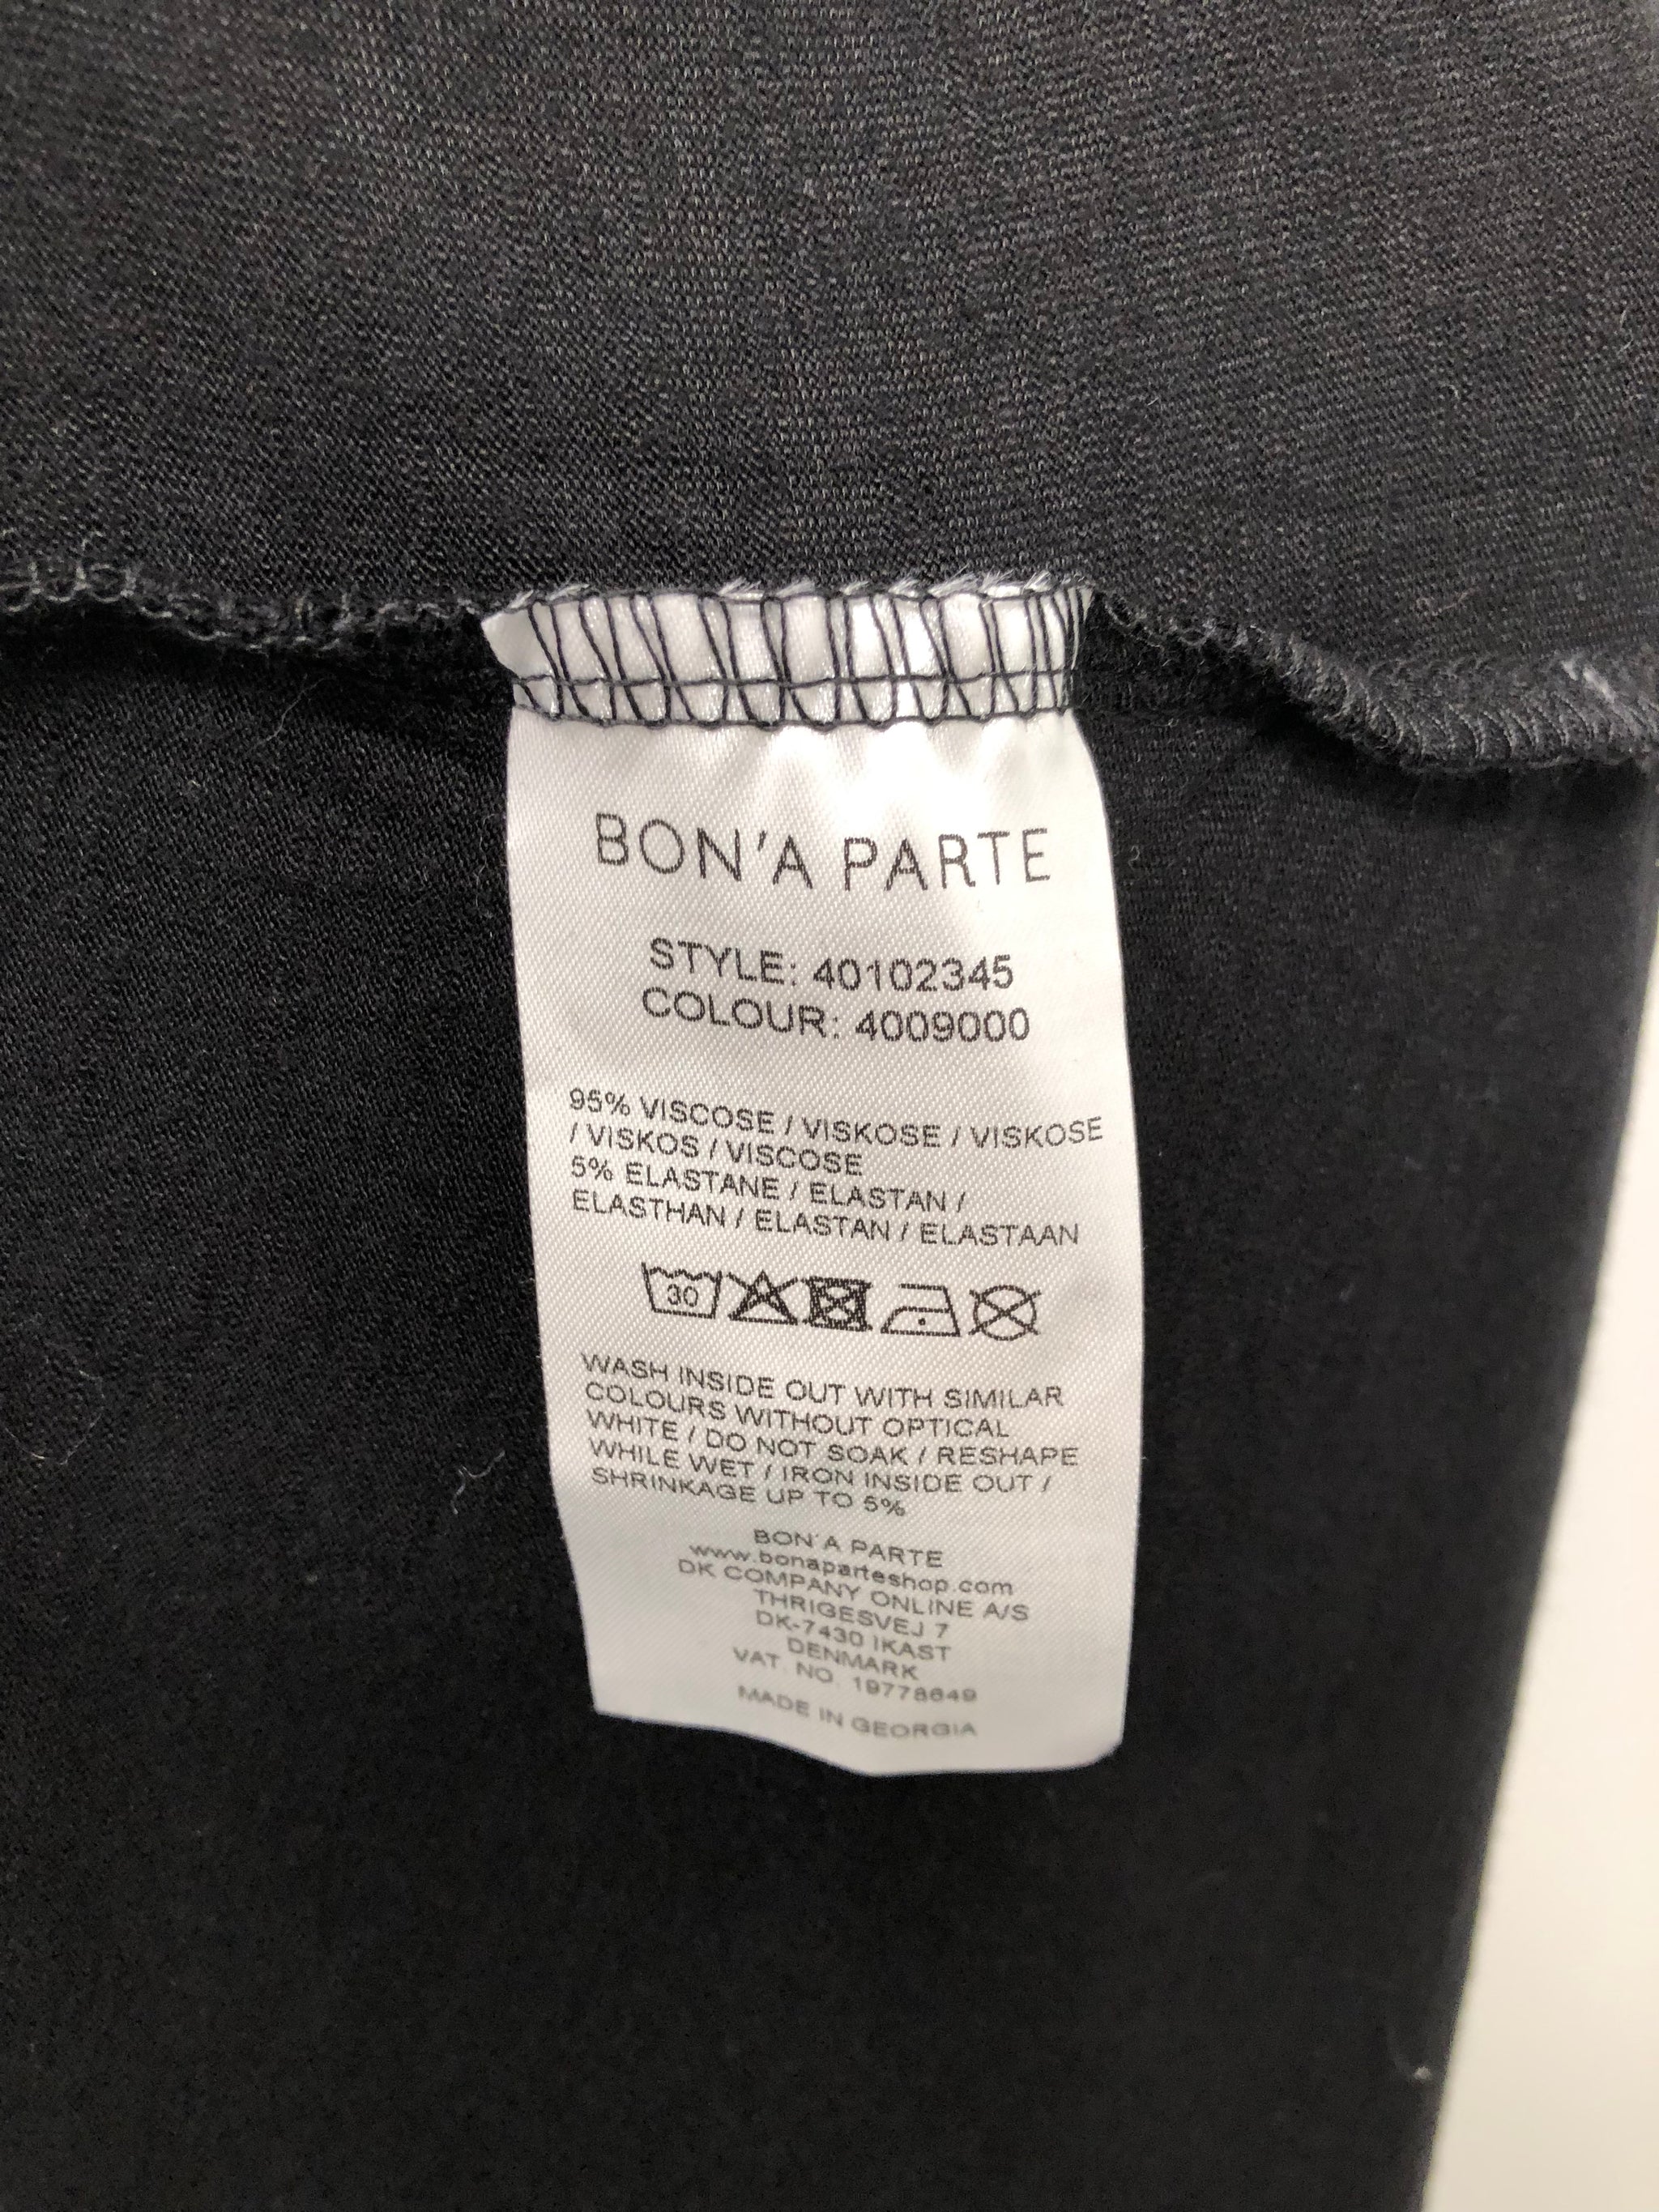 BON'A PARTE
STYLE: 40102345
COLOUR: 4009000
95% VISCOSE / VISKOSE / VISKOSE
/ VISKOS / VISCOSE
5% ELASTANE / ELASTAN /
ELASTHAN / ELASTAN / ELASTAAN
30
WASH INSIDE OUT WITH SIMILAR
COLOURS WITHOUT OPTICAL
WHITE / DO NOT SOAK / RESHAPE
WHILE WET / IRON INSIDE OUT /
SHRINKAGE UP TO 5%
BON'A PARTE
www.bonaparteshop.com
DK COMPANY ONLINE A/S
THRIGESVEJ 7
DK-7430 IKAST
DENMARK
VAT. NO. 19778649
MADE IN GEORGIA